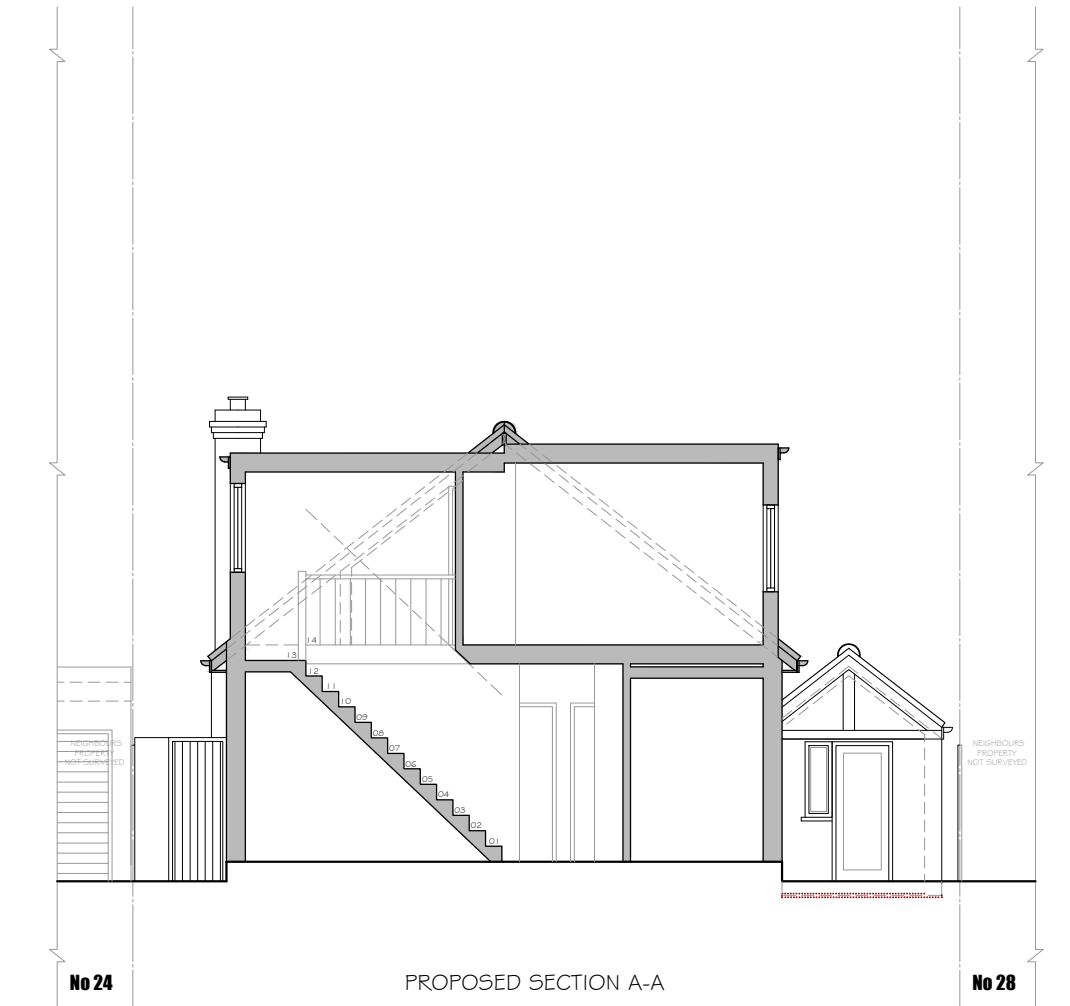 14
13
12
11
10
09
08
07
06
05
04
03
02
01
NEIGHBOURS
PROPERTY
NOT SURVEYED
NEIGHBOURS
PROPERTY
NOT SURVEYED
No 24
PROPOSED SECTION A-A
No 28